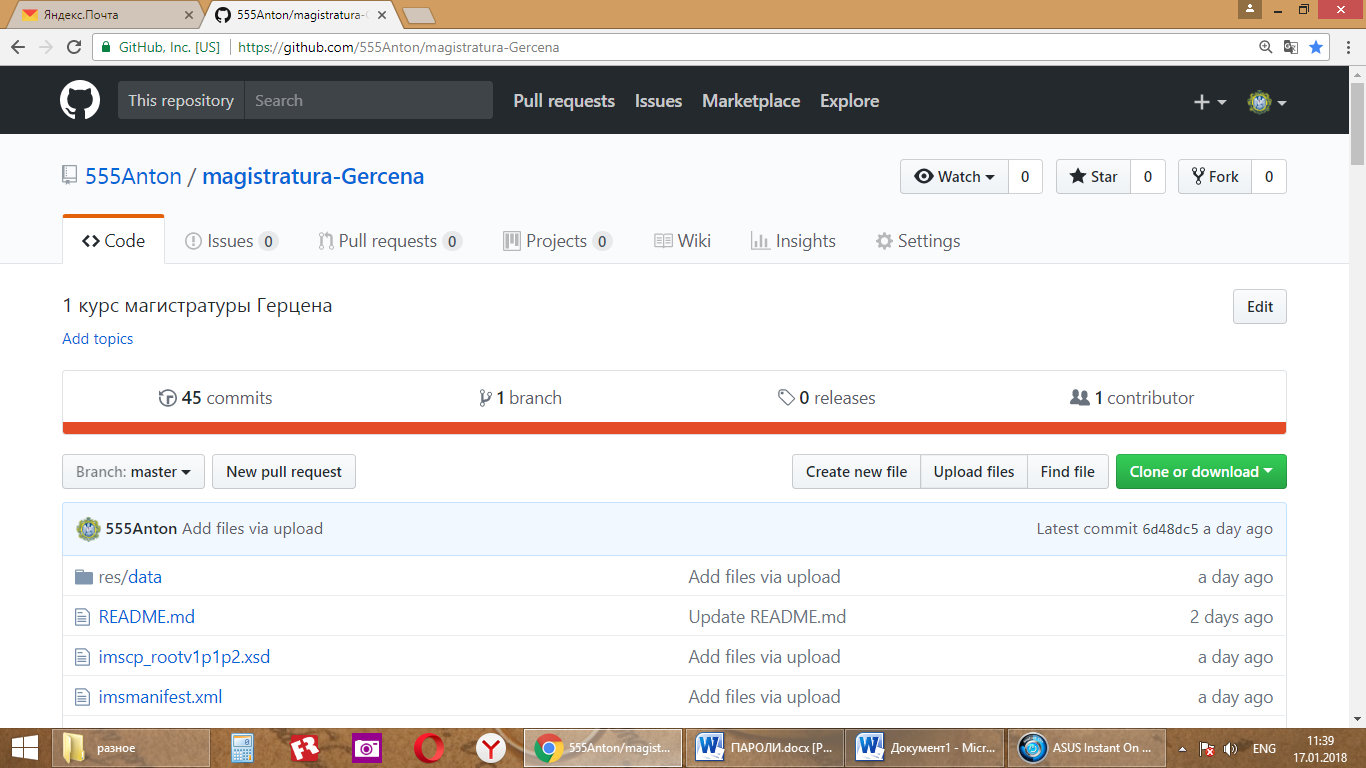 Яндекс.Почта
555Anton/magistratura-
GitHub, Inc. [US]
https://github.com/555Anton/magistratura-Gercena
This repository
Search
Pull requests
Issues
Marketplace
Explore
555Anton / magistratura-Gercena
Watch 0
Star 0
Fork 0
Code
Issues 0
Pull requests 0
Projects 0
Wiki
Insights
Settings
1 курс магистратуры Герцена
Edit
Add topics
45 commits
1 branch
0 releases
1 contributor
Branch: master
New pull request
Create new file
Upload files
Find file
Clone or download
555Anton Add files via upload
Latest commit 6d48dc5 a day ago
res/data
Add files via upload
a day ago
README.md
Update README.md
2 days ago
imscp_rootv1p1p2.xsd
Add files via upload
a day ago
imsmanifest.xml
Add files via upload
a day ago
разное
FR
555Anton/magist...
ПАРОЛИ.docx [Р...
Документ1 - Micr...
ASUS Instant On ...
ENG
11:39
17.01.2018